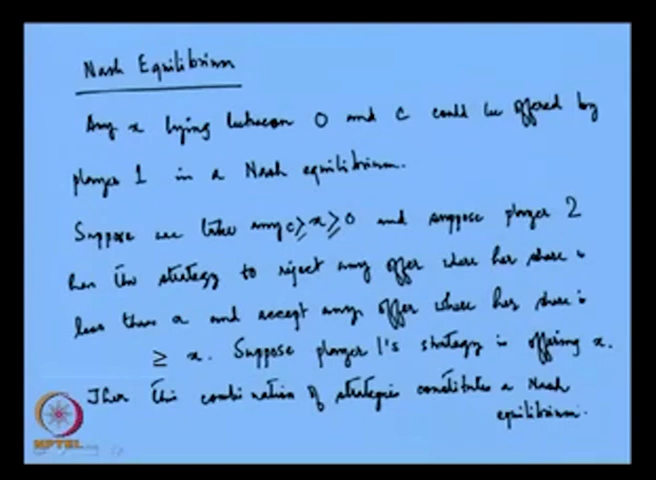 Nash Equilibrium
Any x lying between 0 and c could be offered by
player 1 in a Nash equilibrium.
Suppose we take any c ≥ x ≥ 0 and suppose player 2
has the strategy to reject any offer where her share is
less than x and accept any offer where her share is
≥ x. Suppose player 1's strategy is offering x.
Then this combination of strategies constitutes a Nash
equilibrium.
NPTEL